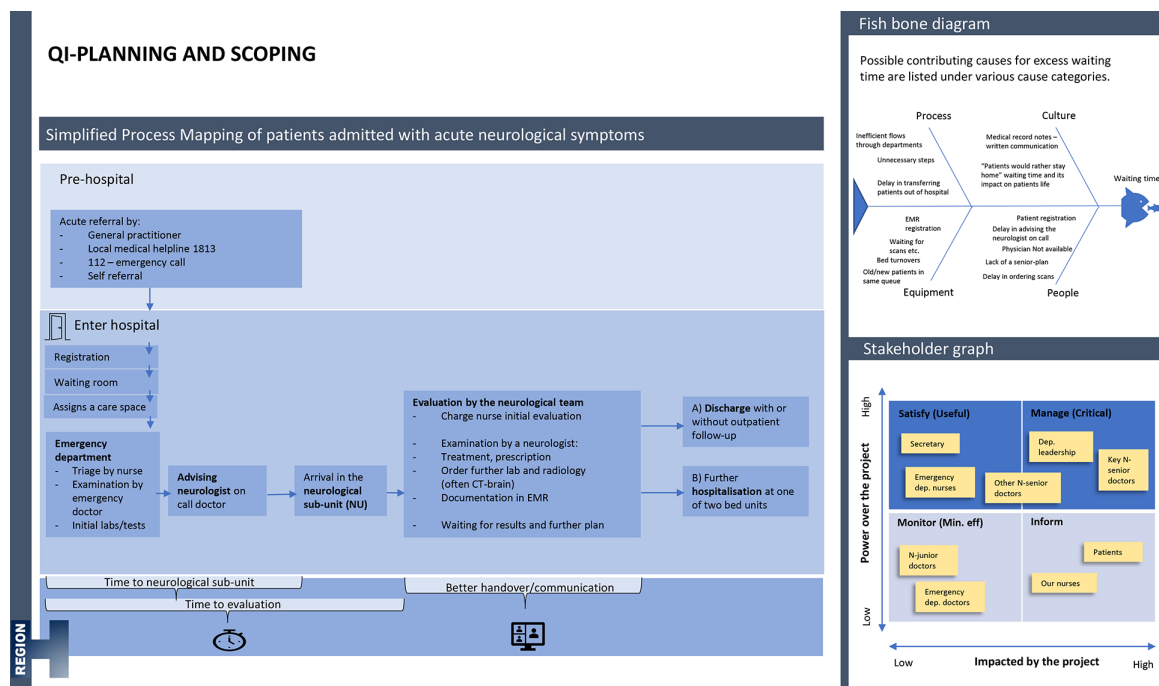 QI-PLANNING AND SCOPING
Simplified Process Mapping of patients admitted with acute neurological symptoms
Pre-hospital
Acute referral by:
- General practitioner
- Local medical helpline 1813
- 112 – emergency call
- Self referral
Enter hospital
Registration
Waiting room
Assigns a care space
Emergency
department
- Triage by nurse
- Examination by
emergency
doctor
- Initial labs/tests
Advising
neurologist on
call doctor
Arrival in the
neurological
sub-unit (NU)
Evaluation by the neurological team
- Charge nurse initial evaluation
- Examination by a neurologist:
- Treatment, prescription
- Order further lab and radiology
(often CT-brain)
- Documentation in EMR
- Waiting for results and further plan
A) Discharge with or
without outpatient
follow-up
B) Further
hospitalisation at one
of two bed units
Time to neurological sub-unit
Time to evaluation
Better handover/communication
REGION
Fish bone diagram
Possible contributing causes for excess waiting
time are listed under various cause categories.
Process
Culture
Inefficient flows
through departments
Unnecessary steps
Delay in transferring
patients out of hospital
Medical record notes –
written communication
"Patients would rather stay
home" waiting time and its
impact on patients life
Waiting time
EMR
registration
Waiting for
scans etc.
Bed turnovers
Old/new patients in
same queue
Equipment
Patient registration
Delay in advising the
neurologist on call
Physician Not available
Lack of a senior-plan
Delay in ordering scans
People
Stakeholder graph
High
Power over the project
Low
Satisfy (Useful)
Secretary
Emergency
dep. nurses
Manage (Critical)
Dep.
leadership
Key N-
senior
doctors
Other N-senior
doctors
Monitor (Min. eff)
N-junior
doctors
Emergency
dep. doctors
Inform
Patients
Our nurses
Low
Impacted by the project
High